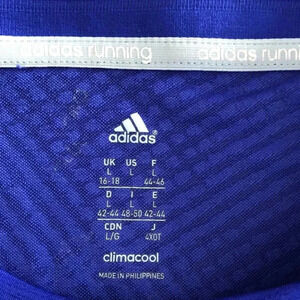 adidas running adidas running
adidas
UK US F
L L L
16-18 L 44-46
D I E
L L L
42-44 48-50 42-44
CDN J
L/G 4XOT
climacool
MADE IN PHILIPPINES